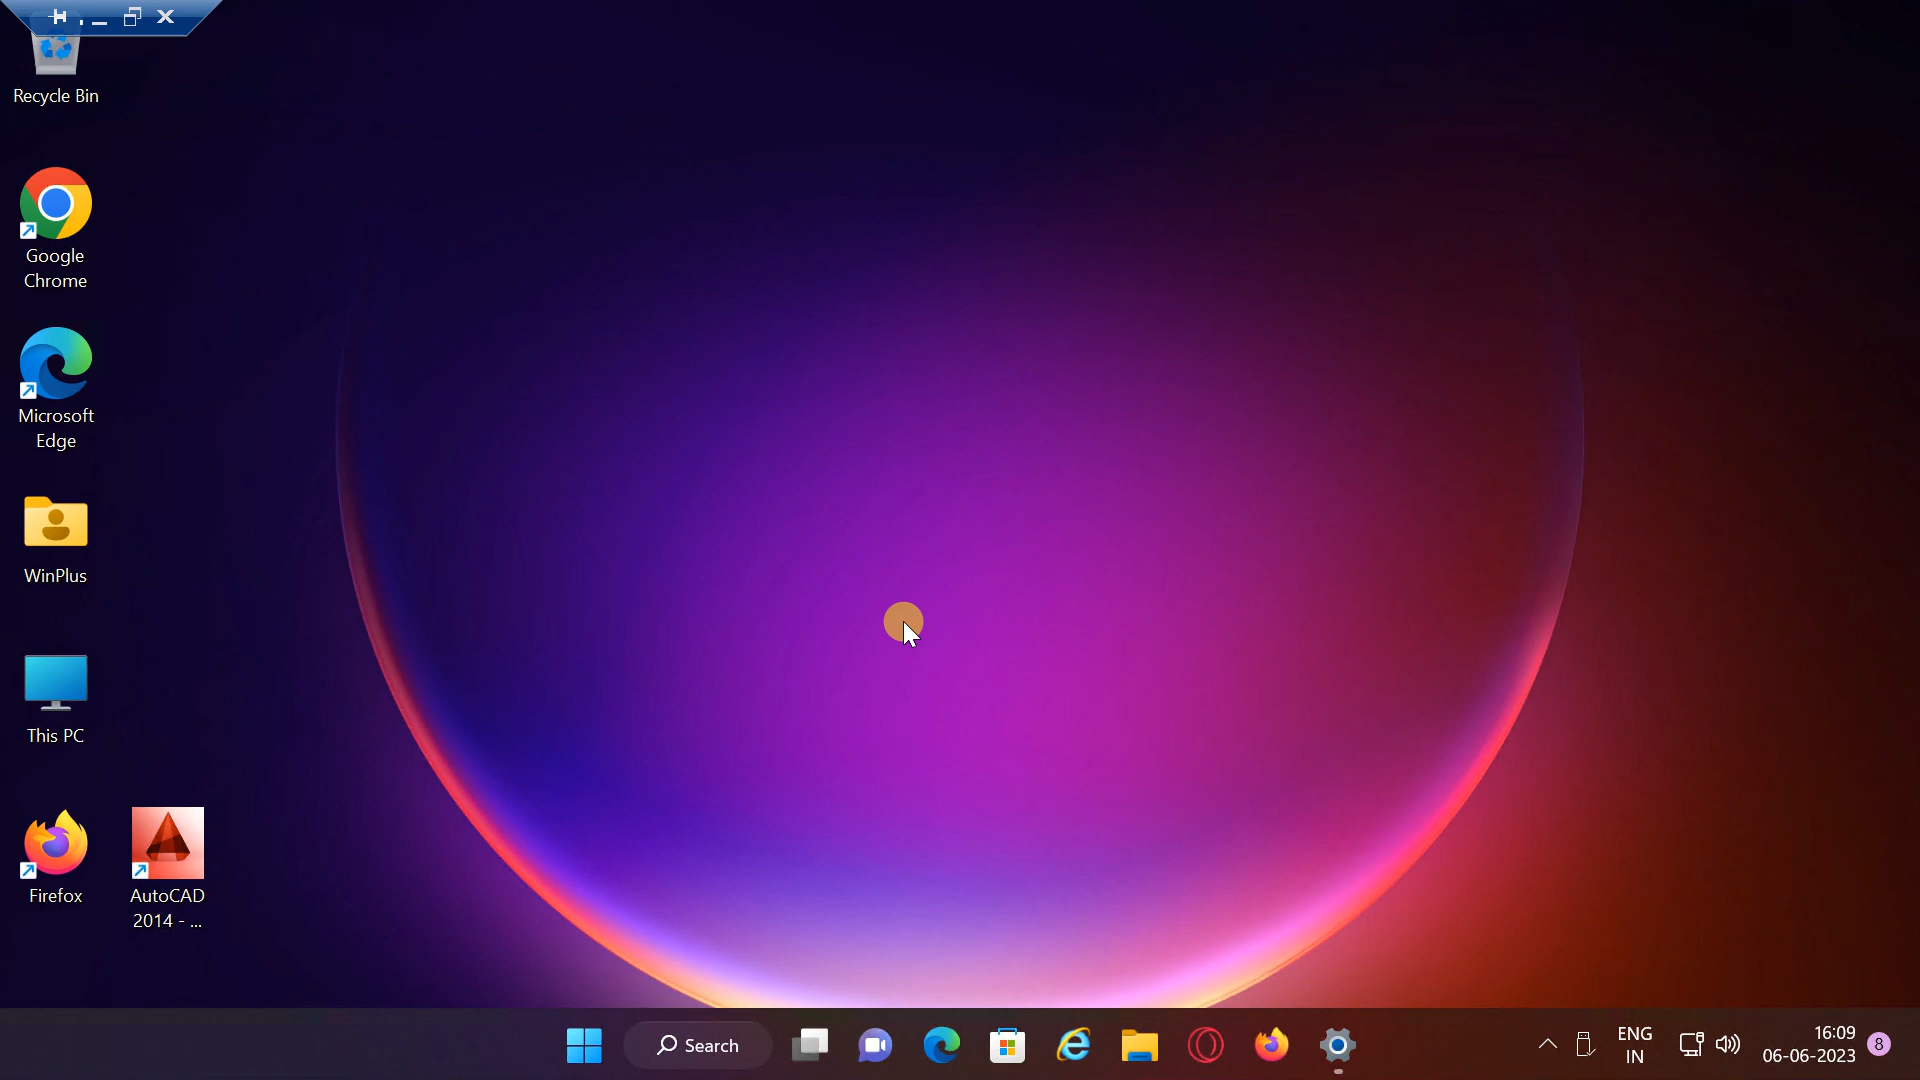 Recycle Bin
Google
Chrome
Microsoft
Edge
WinPlus
This PC
Firefox
AutoCAD
2014 - ...
Search
ENG
IN
16:09
06-06-2023
8